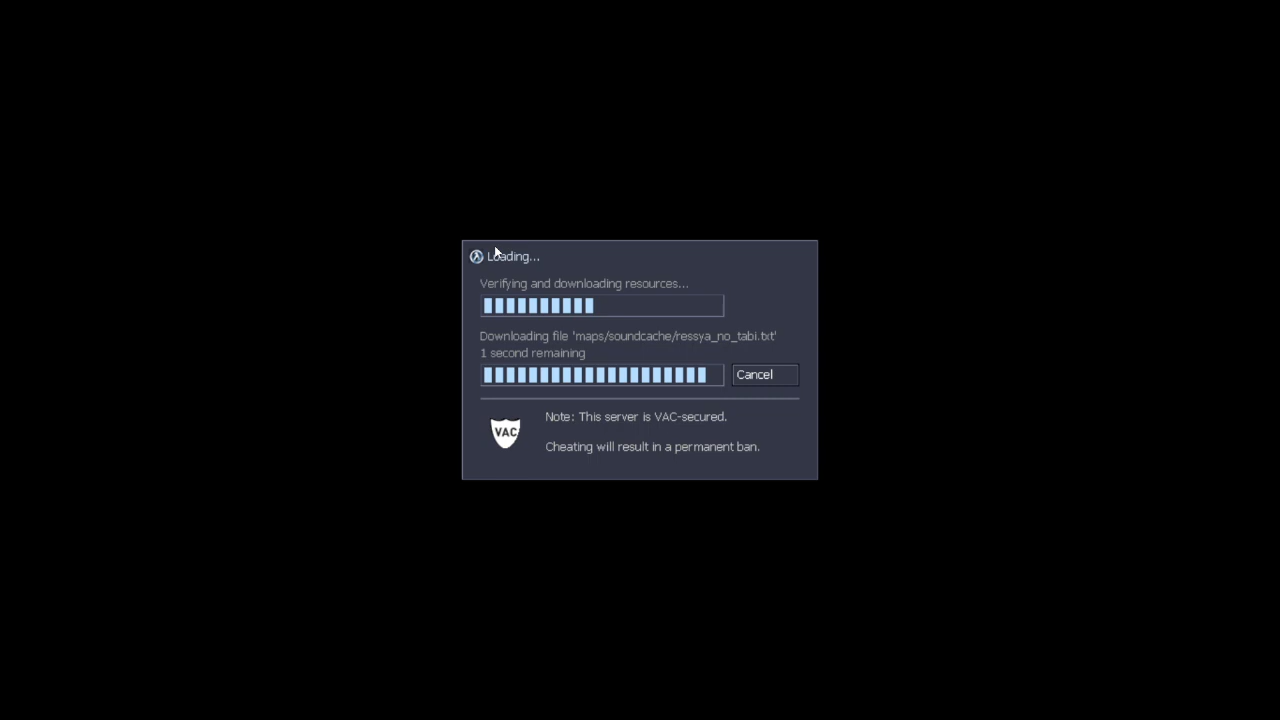 Loading...
Verifying and downloading resources...
Downloading file 'maps/soundcache/ressya_no_tabi.txt'
1 second remaining
Cancel
Note: This server is VAC-secured.
VAC
Cheating will result in a permanent ban.